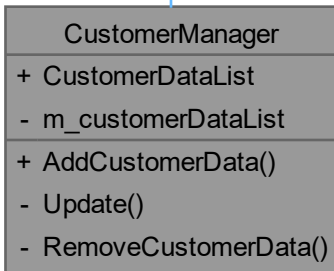 CustomerManager
+ CustomerDataList
- m_customerDataList
+ AddCustomerData()
- Update()
- RemoveCustomerData()